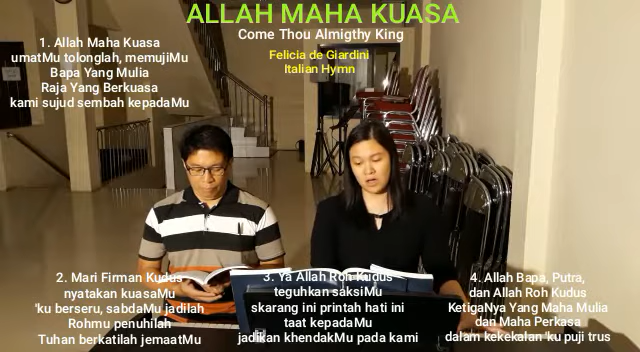 ALLAH MAHA KUASA
Come Thou Almigthy King
Felicia de Giardini
Italian Hymn
1. Allah Maha Kuasa
umatMu tolonglah, memujiMu
Bapa Yang Mulia
Raja Yang Berkuasa
kami sujud sembah kepadaMu
2. Mari Firman Kudus
nyatakan kuasaMu
'ku berseru, sabdaMu jadilah
Rohmu penuhilah
Tuhan berkatilah jemaatMu
3. Ya Allah Roh Kudus
teguhkan saksiMu
skarang ini printah hati ini
taat kepadaMu
jadikan khendakMu pada kami
4. Allah Bapa, Putra,
dan Allah Roh Kudus
KetigaNya Yang Maha Mulia
dan Maha Perkasa
dalam kekekalan 'ku puji trus